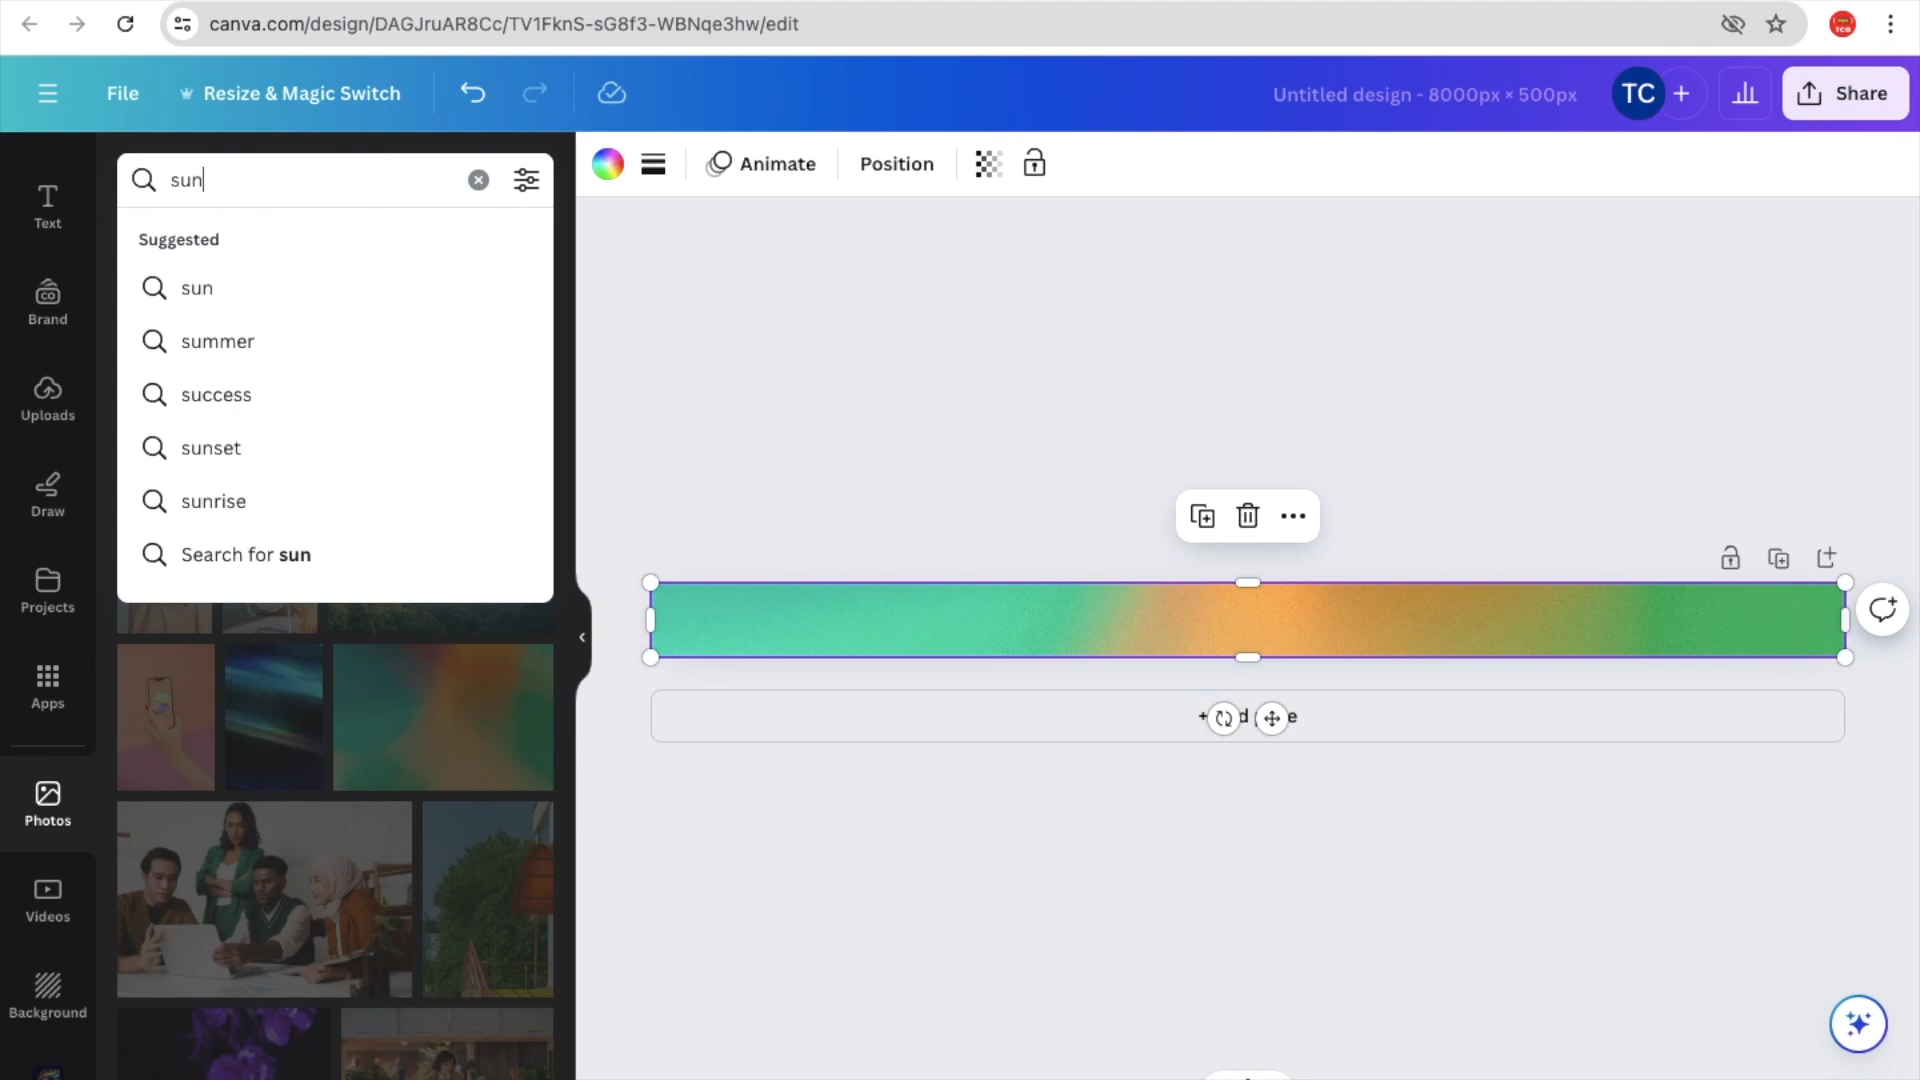 canva.com/design/DAGJruAR8Cc/TV1FknS-sG8f3-WBNqe3hw/edit
File
Resize & Magic Switch
Untitled design - 8000px × 500px
TC
+
Share
Text
Brand
Uploads
Draw
Projects
Apps
Photos
Videos
Background
sun
Suggested
sun
summer
success
sunset
sunrise
Search for sun
Animate
Position